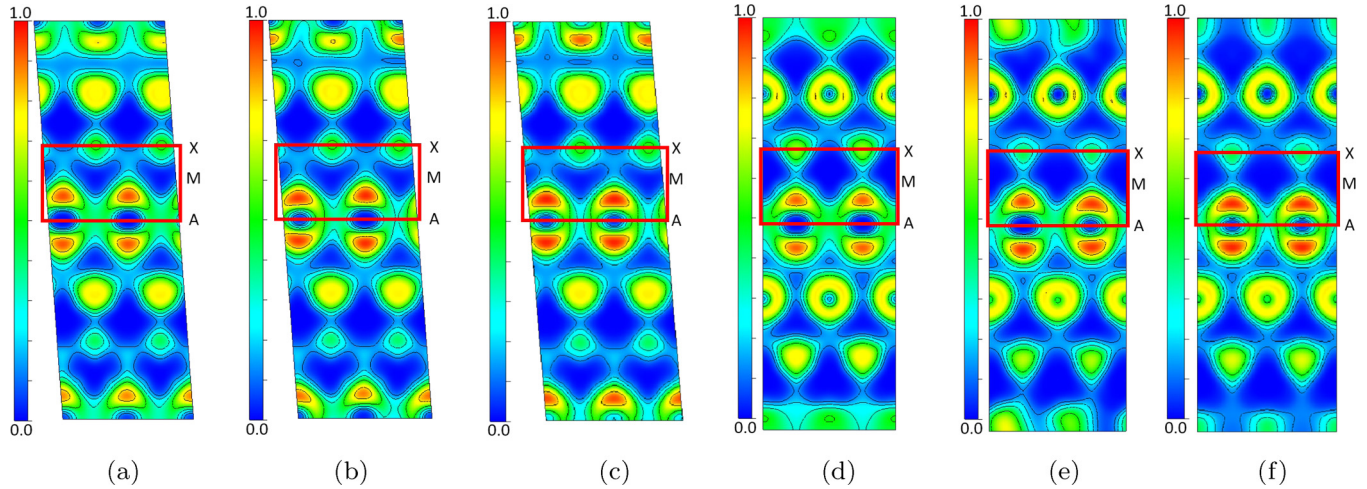 1.0 1.0 1.0 1.0 1.0 1.0
X X X X X X
M M M M M M
A A A A A A
0.0 0.0 0.0 0.0 0.0 0.0
(a) (b) (c) (d) (e) (f)